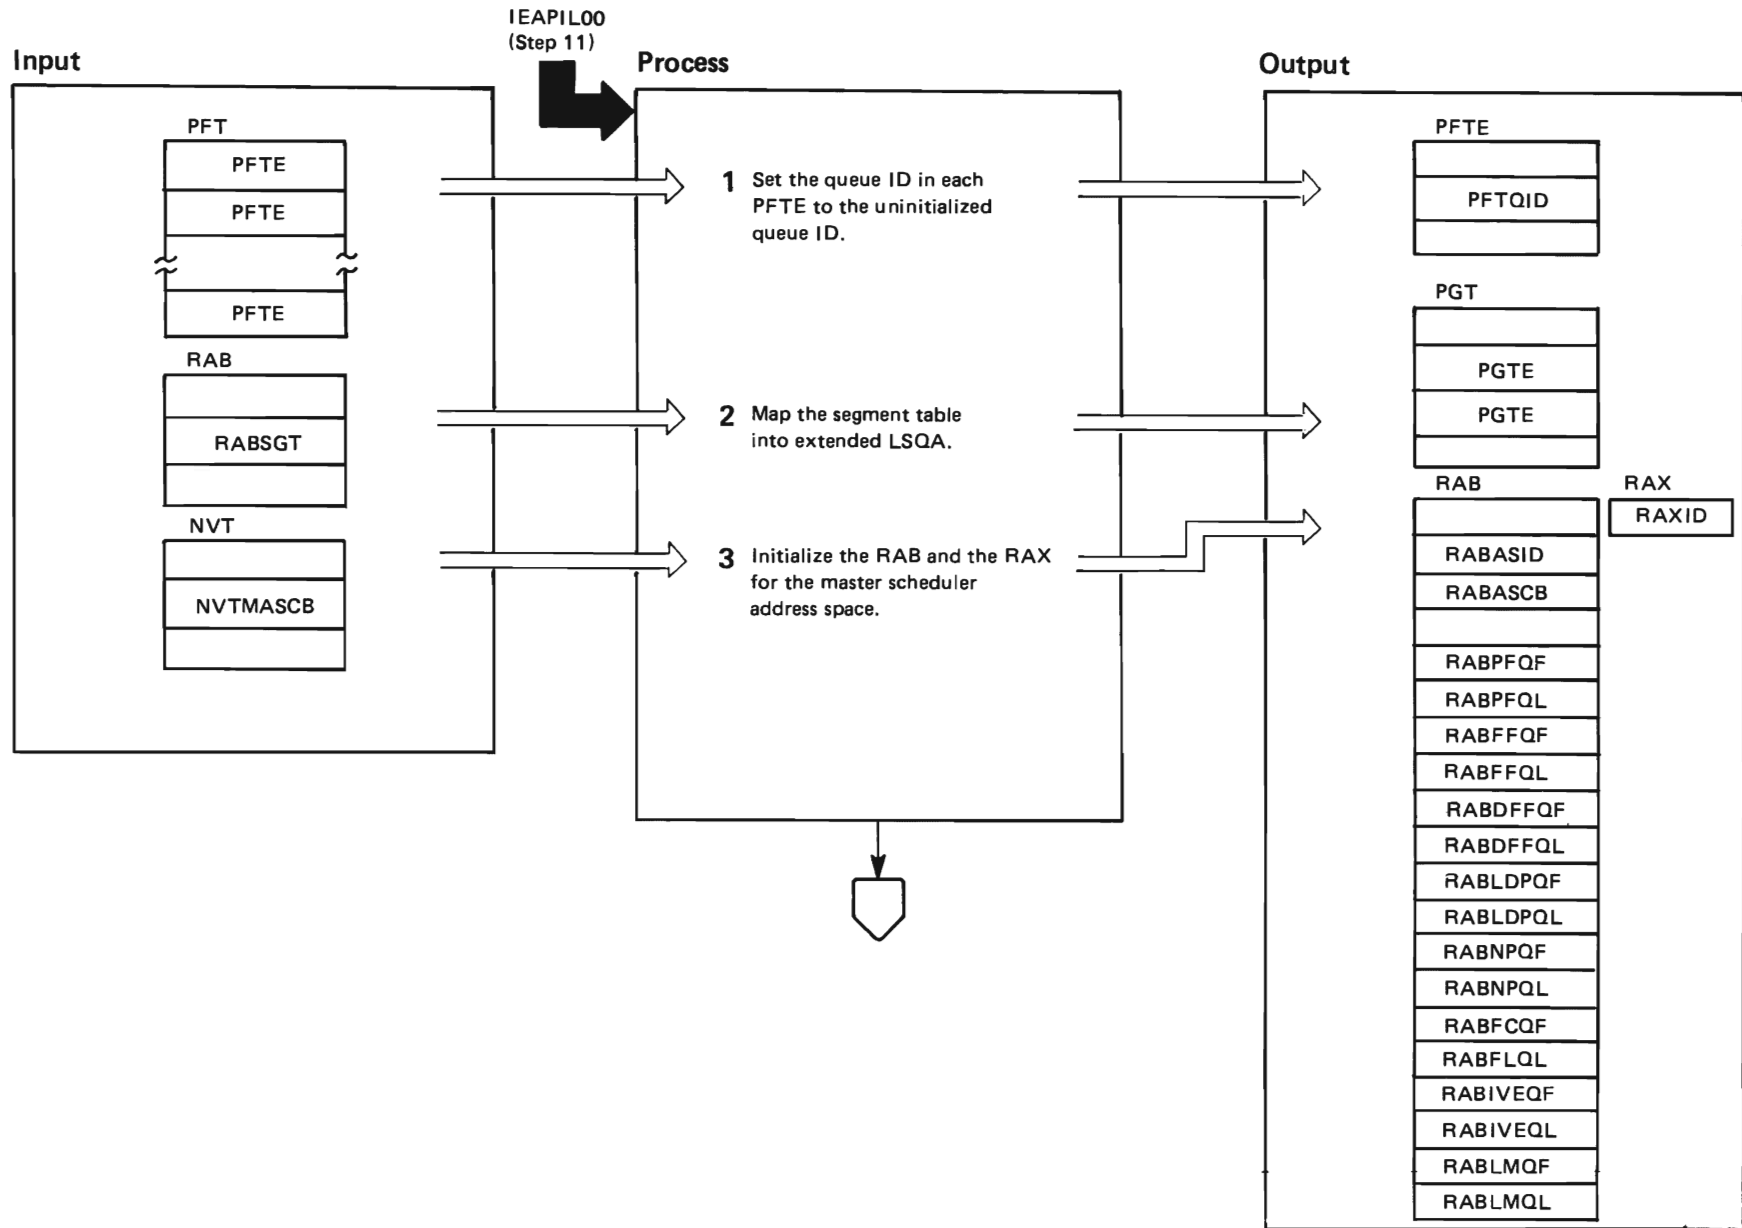 IEAPIL00
(Step 11)
Input
PFT
PFTE
PFTE
PFTE
RAB
RABSGT
NVT
NVTMASCB
Process
1 Set the queue ID in each
PFTE to the uninitialized
queue ID.
2 Map the segment table
into extended LSQA.
3 Initialize the RAB and the RAX
for the master scheduler
address space.
Output
PFTE
PFTQID
PGT
PGTE
PGTE
RAB
RAX
RAXID
RABASID
RABASCB
RABPFQF
RABPFQL
RABFFQF
RABFFQL
RABDFFQF
RABDFFQL
RABLDPQF
RABLDPQL
RABNPQF
RABNPQL
RABFCQF
RABFLQL
RABIVEQF
RABIVEQL
RABLMQF
RABLMQL